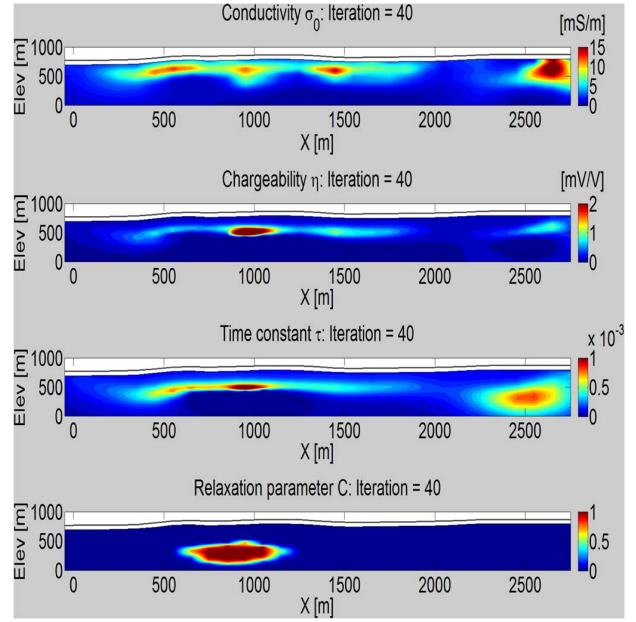 Conductivity σ0: Iteration = 40
[mS/m]
Elev [m]
1000
500
0
15
10
5
0
0 500 1000 1500 2000 2500
X [m]
Chargeability η: Iteration = 40
[mV/V]
Elev [m]
1000
500
0
2
1
0
0 500 1000 1500 2000 2500
X [m]
Time constant τ: Iteration = 40
x 10-3
Elev [m]
1000
500
0
1
0.5
0
0 500 1000 1500 2000 2500
X [m]
Relaxation parameter C: Iteration = 40
Elev [m]
1000
500
0
1
0.5
0
0 500 1000 1500 2000 2500
X [m]